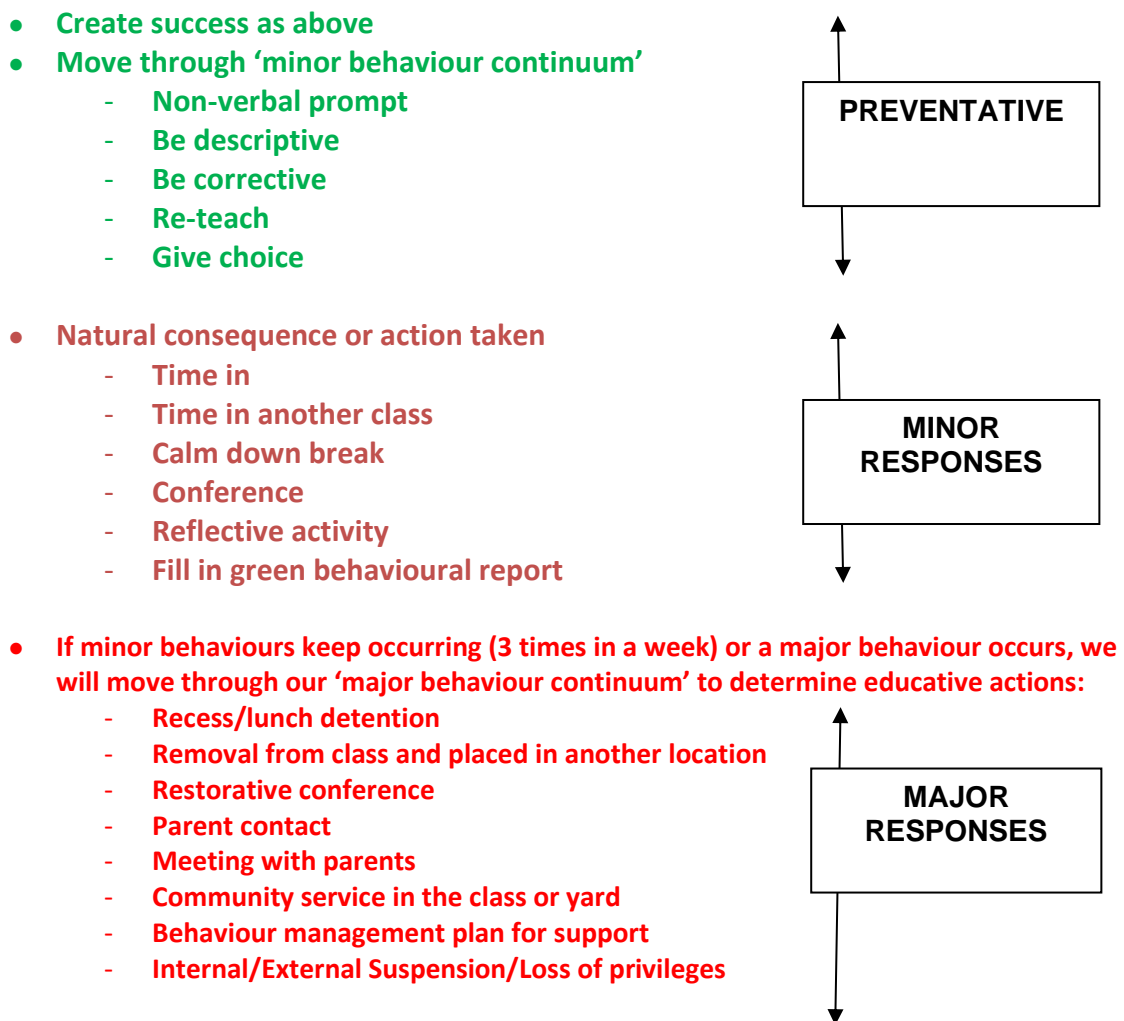 ● Create success as above
● Move through ‘minor behaviour continuum’
- Non-verbal prompt
- Be descriptive
- Be corrective
- Re-teach
- Give choice
PREVENTATIVE
● Natural consequence or action taken
- Time in
- Time in another class
- Calm down break
- Conference
- Reflective activity
- Fill in green behavioural report
MINOR
RESPONSES
● If minor behaviours keep occurring (3 times in a week) or a major behaviour occurs, we
will move through our ‘major behaviour continuum’ to determine educative actions:
- Recess/lunch detention
- Removal from class and placed in another location
- Restorative conference
- Parent contact
- Meeting with parents
- Community service in the class or yard
- Behaviour management plan for support
- Internal/External Suspension/Loss of privileges
MAJOR
RESPONSES